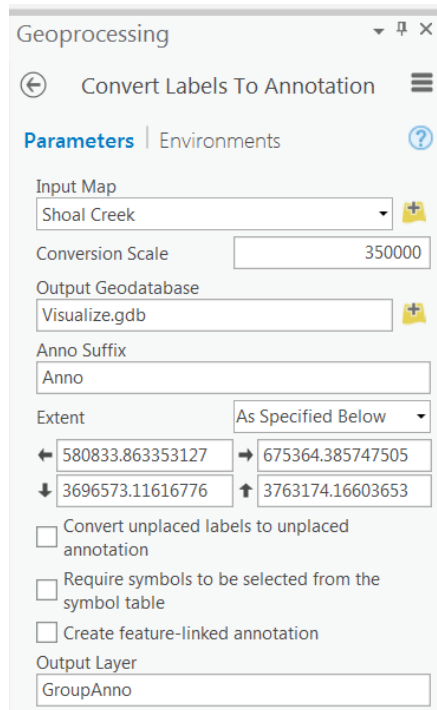 Geoprocessing
Convert Labels To Annotation
Parameters | Environments ?
Input Map
Shoal Creek
Conversion Scale 350000
Output Geodatabase
Visualize.gdb
Anno Suffix
Anno
Extent As Specified Below
580833.863353127 675364.385747505
3696573.11616776 3763174.16603653
Convert unplaced labels to unplaced
annotation
Require symbols to be selected from the
symbol table
Create feature-linked annotation
Output Layer
GroupAnno